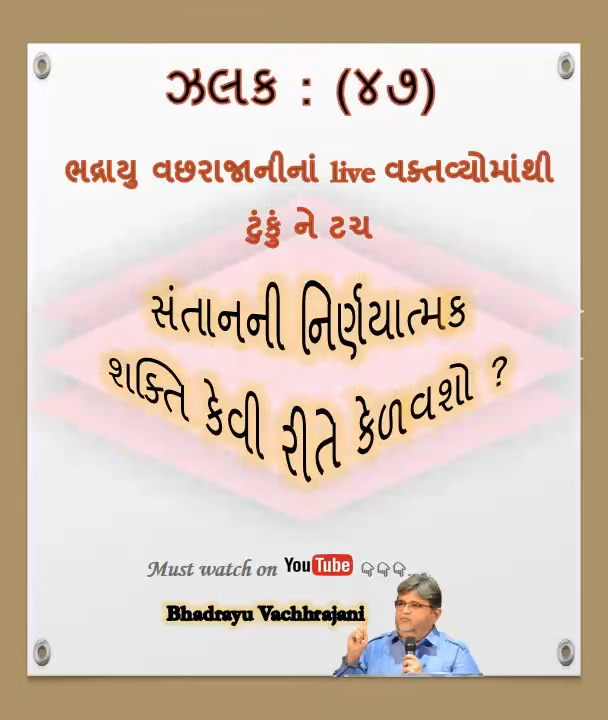 ઝલક : (૪૭)
ભદ્રાયુ વછરાજાનીનાં live વક્તવ્યોમાંથી
ટૂંકું ને ટચ
સંતાનની નિર્ણયાત્મક
શક્તિ કેવી રીતે કેળવશો ?
Must watch on YouTube 👇👇👇...
Bhadrayu Vachhrajani